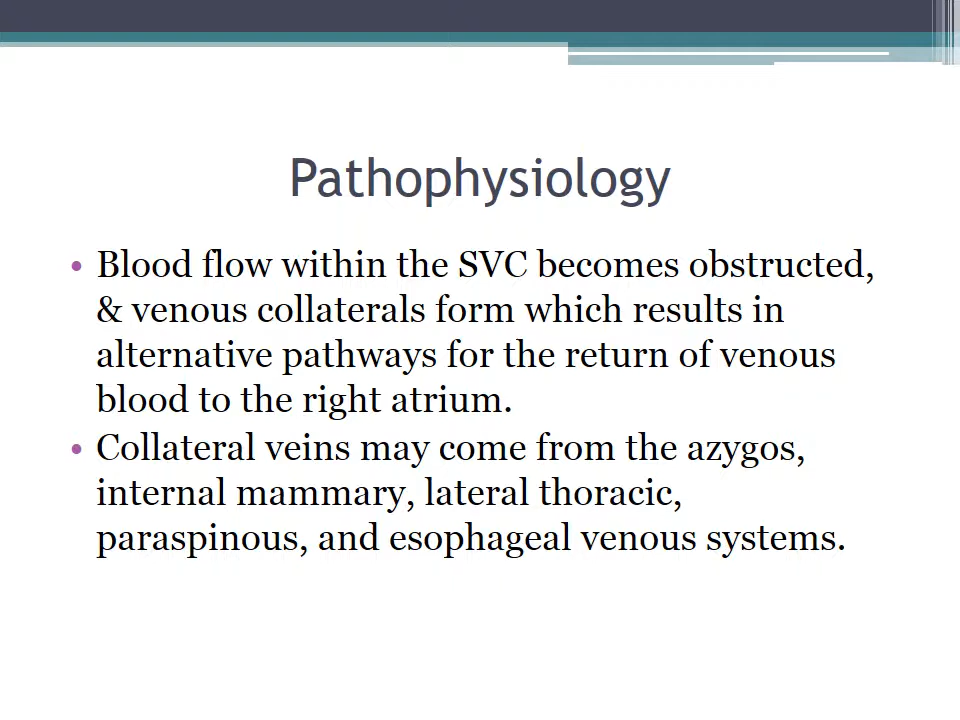 Pathophysiology
• Blood flow within the SVC becomes obstructed,
& venous collaterals form which results in
alternative pathways for the return of venous
blood to the right atrium.
• Collateral veins may come from the azygos,
internal mammary, lateral thoracic,
paraspinous, and esophageal venous systems.